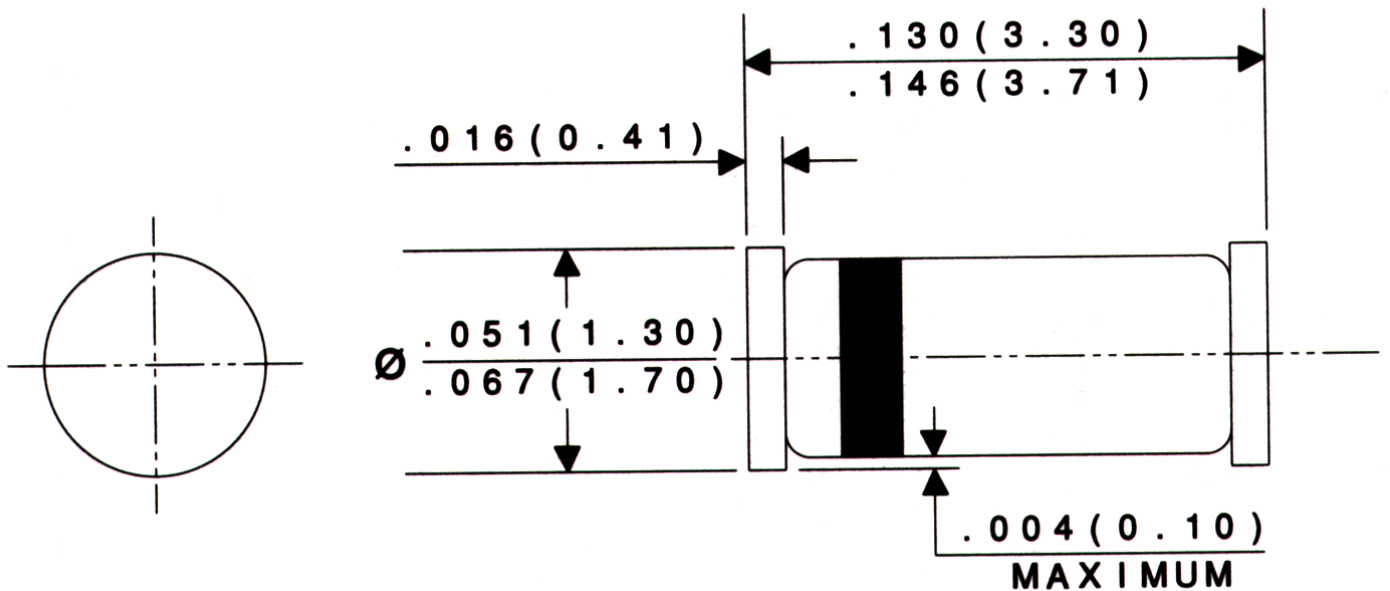 .130(3.30)
.146(3.71)
.016(0.41)
Ø .051(1.30)
.067(1.70)
.004(0.10)
MAXIMUM